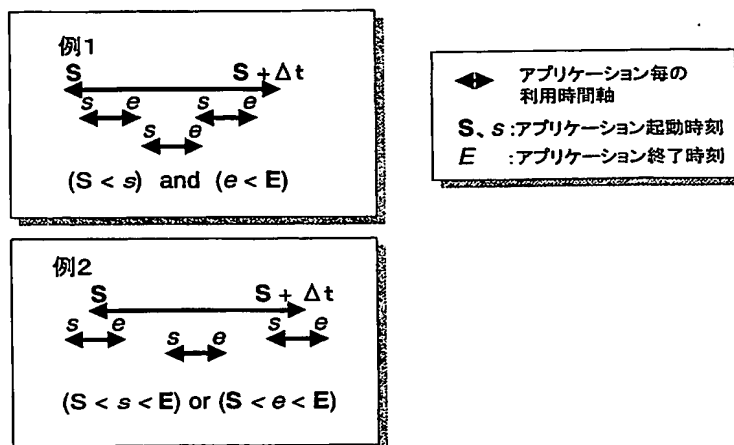 例1
S S + Δt
s e s e
s e
(S < s) and (e < E)
アプリケーション毎の
利用時間軸
S、s :アプリケーション起動時刻
E :アプリケーション終了時刻
例2
S S + Δt
s e s e
s e
(S < s < E) or (S < e < E)